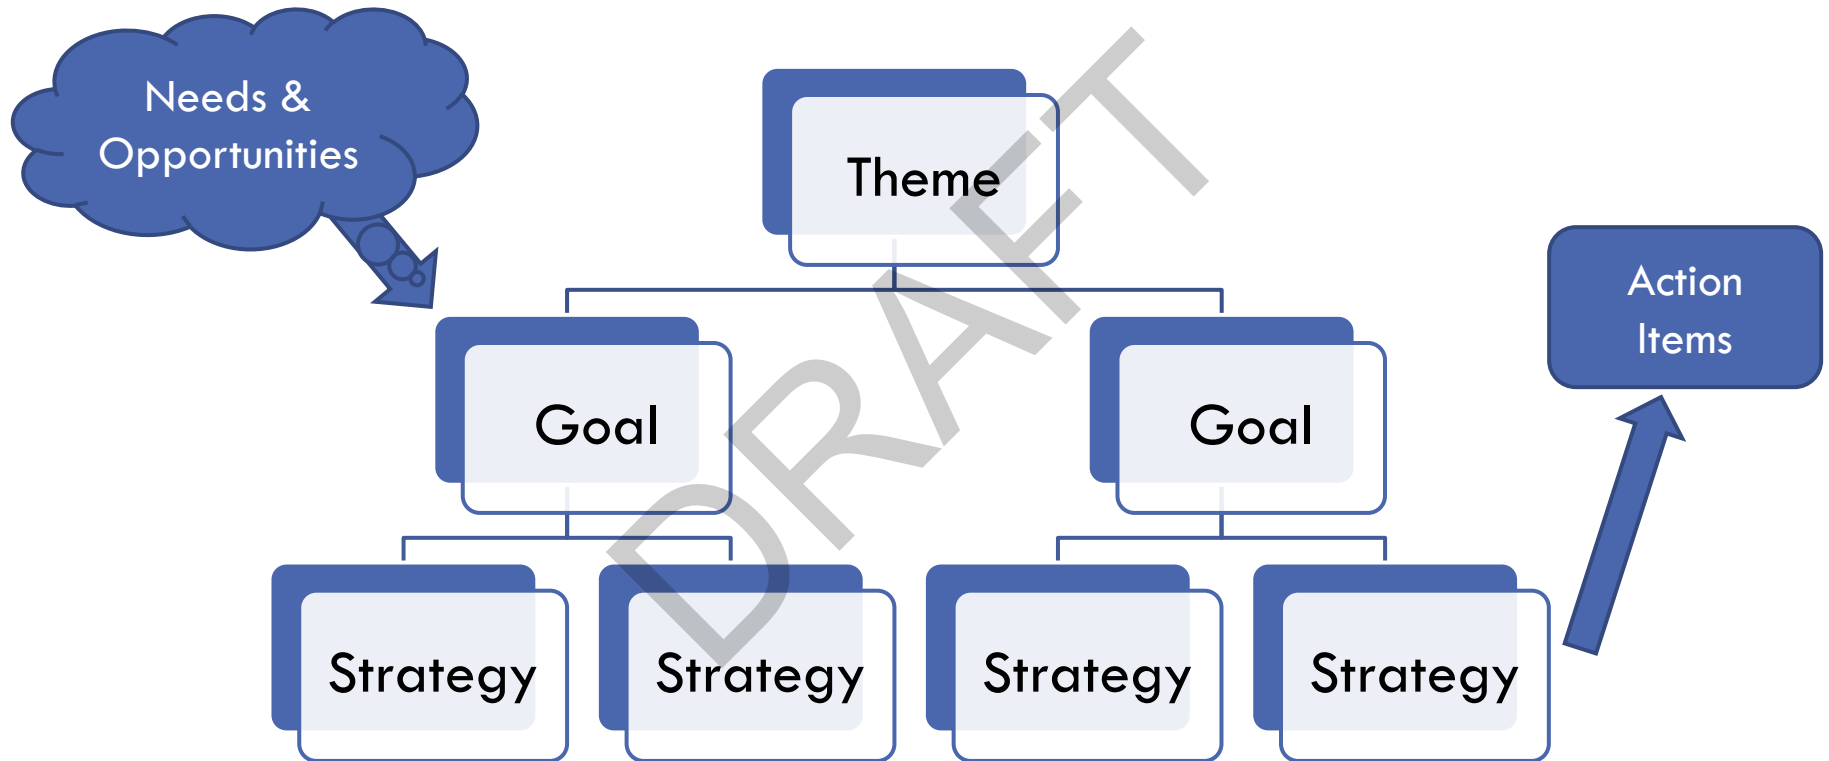 Needs &
Opportunities
Theme
Action
Items
Goal
Goal
Strategy
Strategy
Strategy
Strategy
DRAFT